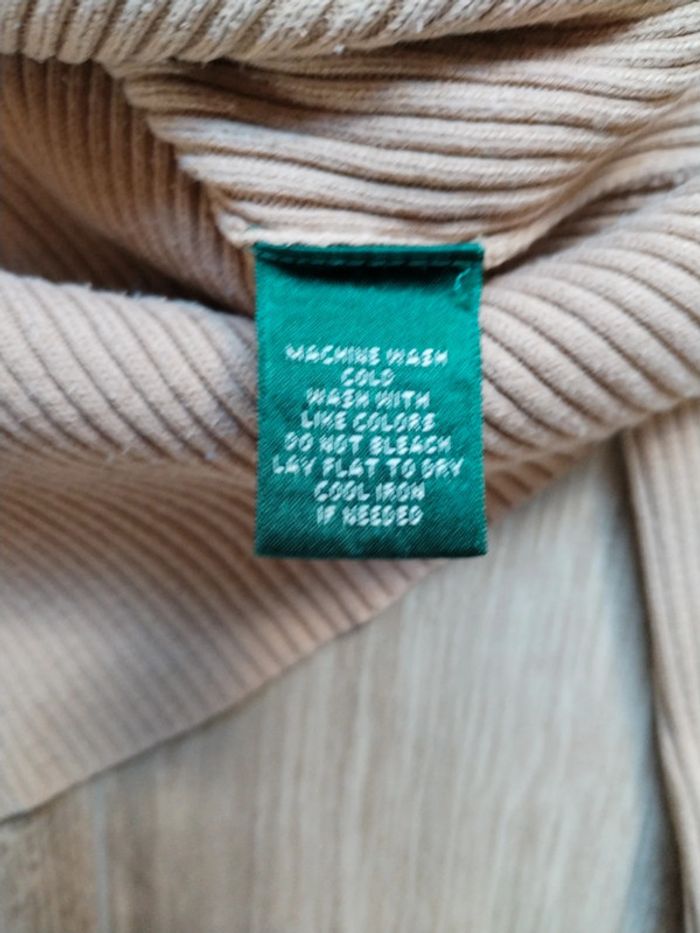 MACHINE WASH
COLD
WASH WITH
LIKE COLORS
DO NOT BLEACH
LAY FLAT TO DRY
COOL IRON
IF NEEDED